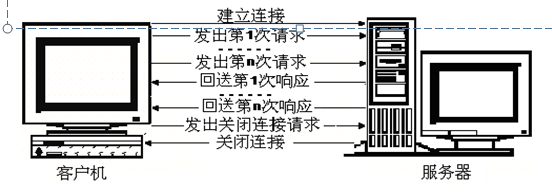 建立连接
发出第1次请求
发出第n次请求
回送第1次响应
回送第n次响应
发出关闭连接请求
关闭连接
客户机
服务器